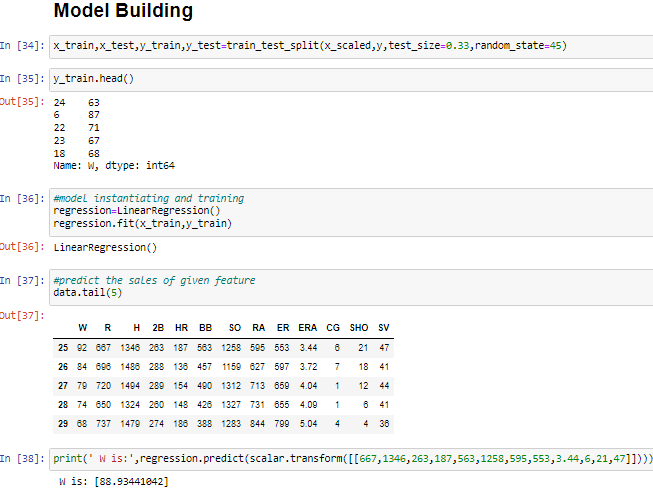 Model Building
In [34]: x_train,x_test,y_train,y_test=train_test_split(x_scaled,y,test_size=0.33,random_state=45)
In [35]: y_train.head()
Out[35]: 24 63
6 87
22 71
23 67
18 68
Name: W, dtype: int64
In [36]: #model instantiating and training
regression=LinearRegression()
regression.fit(x_train,y_train)
Out[36]: LinearRegression()
In [37]: #predict the sales of given feature
data.tail(5)
Out[37]:
W R H 2B HR BB SO RA ER ERA CG SHO SV
25 92 667 1346 263 187 563 1258 595 553 3.44 6 21 47
26 84 696 1486 288 136 457 1159 627 597 3.72 7 18 41
27 79 720 1494 289 154 490 1312 713 659 4.04 1 12 44
28 74 650 1324 260 148 426 1327 731 655 4.09 1 6 41
29 68 737 1479 274 186 388 1283 844 799 5.04 4 4 36
In [38]: print(' W is:',regression.predict(scalar.transform([[667,1346,263,187,563,1258,595,553,3.44,6,21,47]])))
W is: [88.93441042]